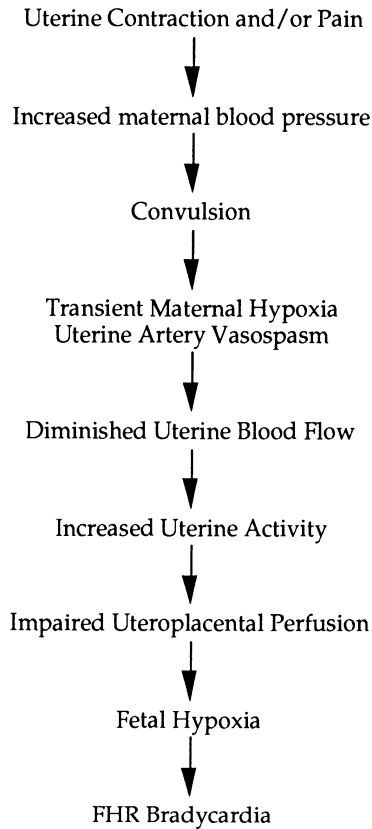 Uterine Contraction and/or Pain
Increased maternal blood pressure
Convulsion
Transient Maternal Hypoxia
Uterine Artery Vasospasm
Diminished Uterine Blood Flow
Increased Uterine Activity
Impaired Uteroplacental Perfusion
Fetal Hypoxia
FHR Bradycardia